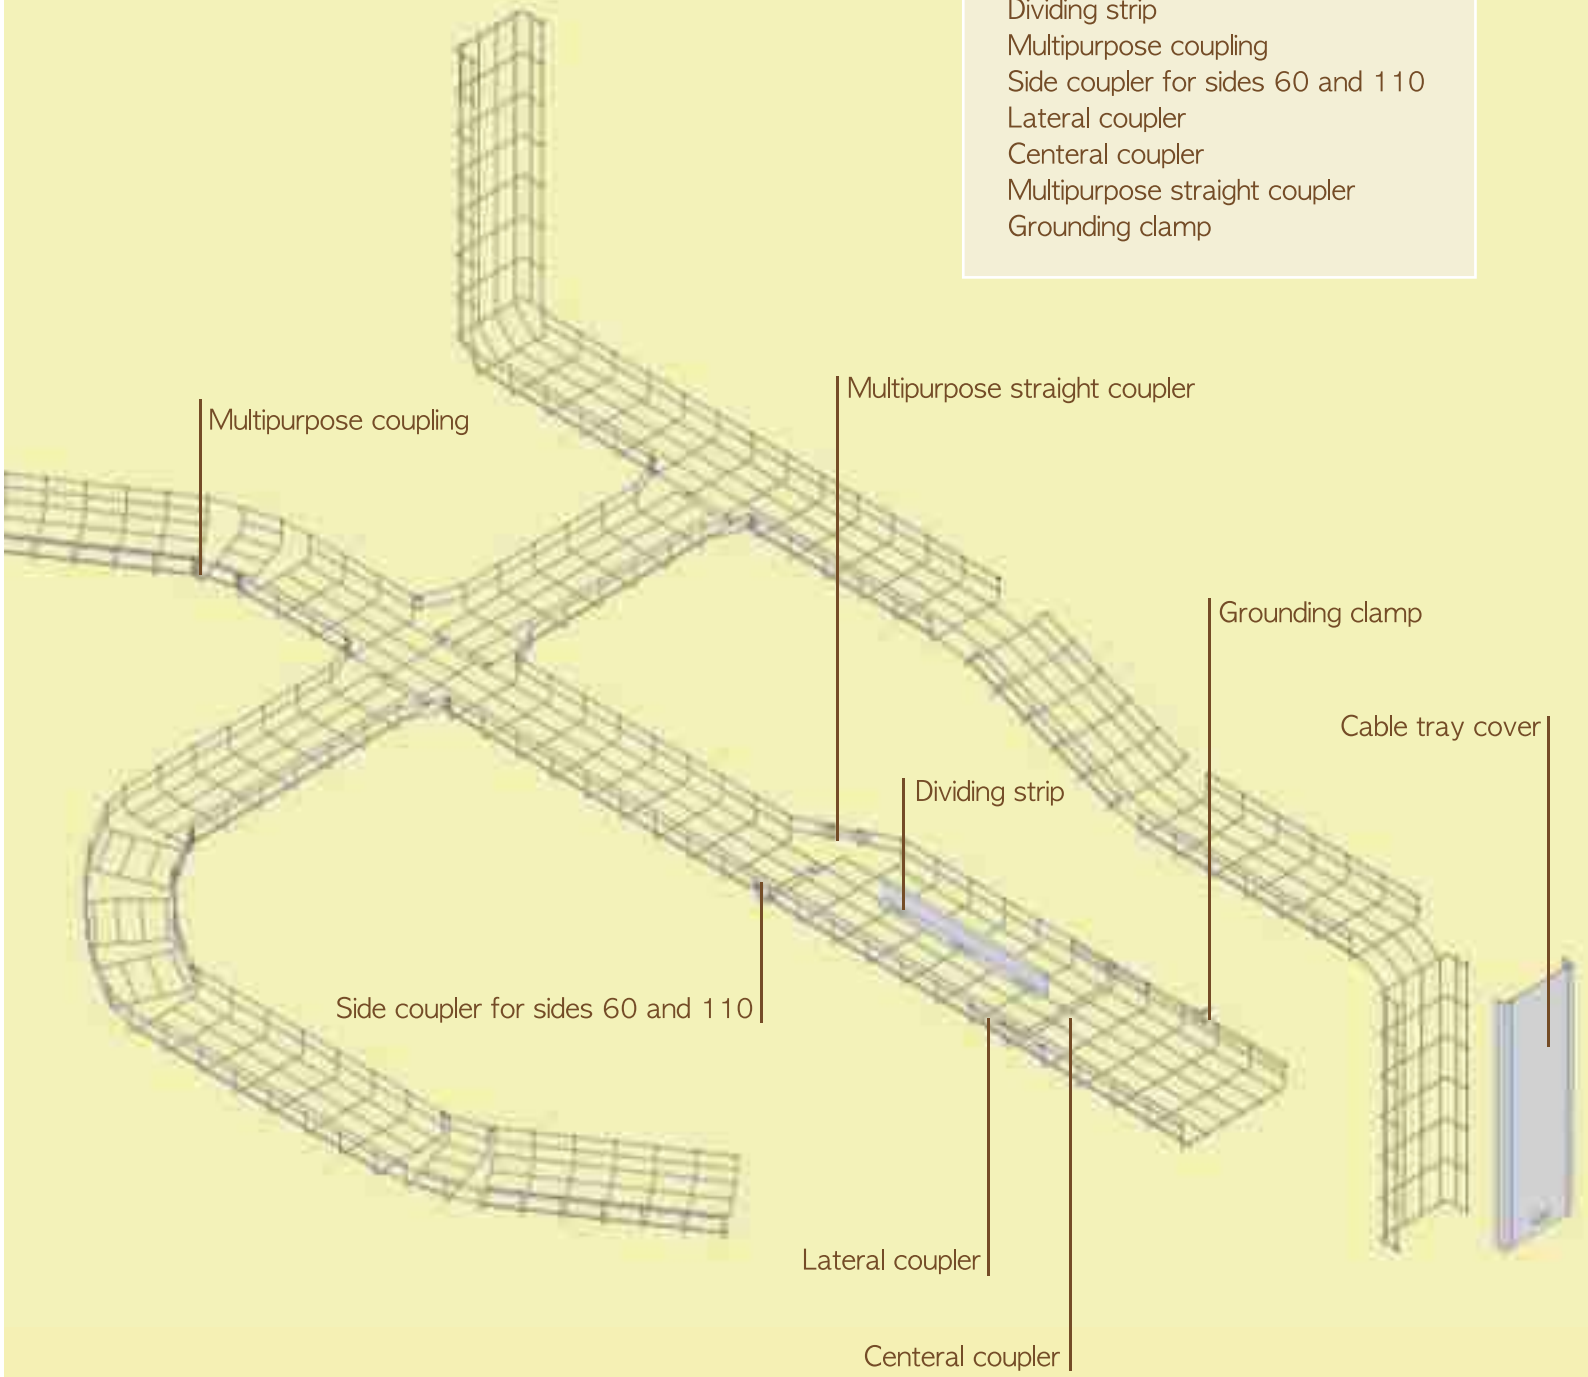 Dividing strip
Multipurpose coupling
Side coupler for sides 60 and 110
Lateral coupler
Centeral coupler
Multipurpose straight coupler
Grounding clamp
Multipurpose straight coupler
Multipurpose coupling
Grounding clamp
Cable tray cover
Dividing strip
Side coupler for sides 60 and 110
Lateral coupler
Centeral coupler